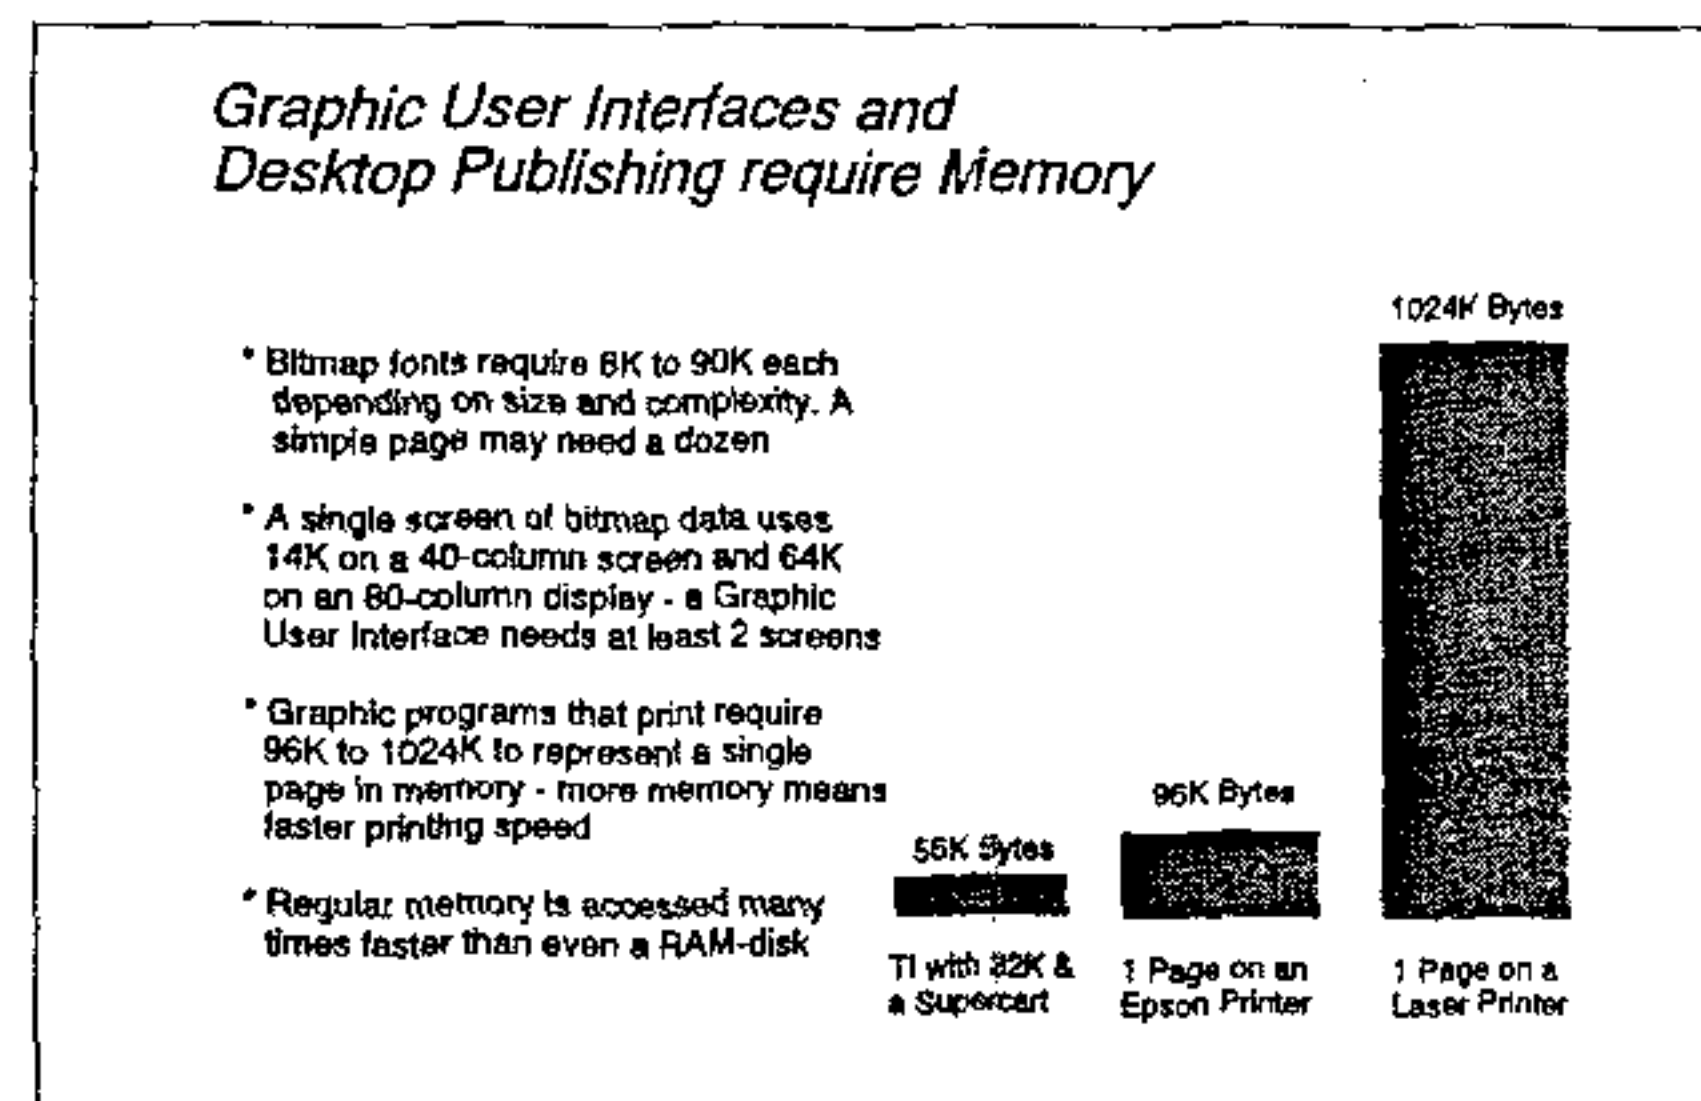 Graphic User Interfaces and
Desktop Publishing require Memory
* Bitmap fonts require 8K to 90K each
depending on size and complexity. A
simple page may need a dozen
* A single screen of bitmap data uses
14K on a 40-column screen and 64K
on an 80-column display - a Graphic
User Interface needs at least 2 screens
* Graphic programs that print require
96K to 1024K to represent a single
page in memory - more memory means
faster printing speed
* Regular memory is accessed many
times faster than even a RAM-disk
56K Bytes
96K Bytes
1024K Bytes
TI with 32K &
a Supercart
1 Page on an
Epson Printer
1 Page on a
Laser Printer